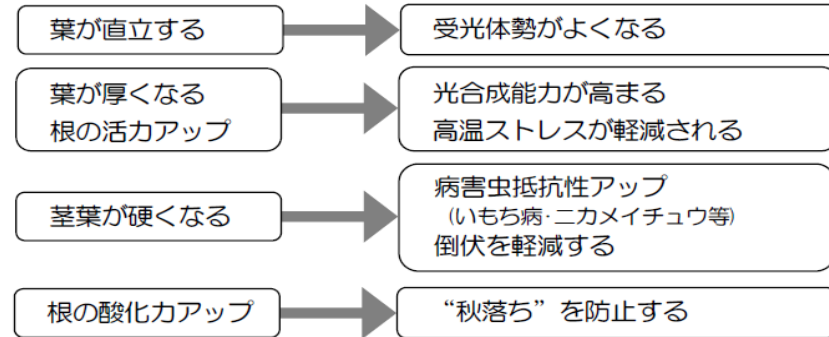 葉が直立する
受光体勢がよくなる
葉が厚くなる
根の活力アップ
光合成能力が高まる
高温ストレスが軽減される
茎葉が硬くなる
病害虫抵抗性アップ
(いもち病･ニカメイチュウ等)
倒伏を軽減する
根の酸化力アップ
“秋落ち”を防止する